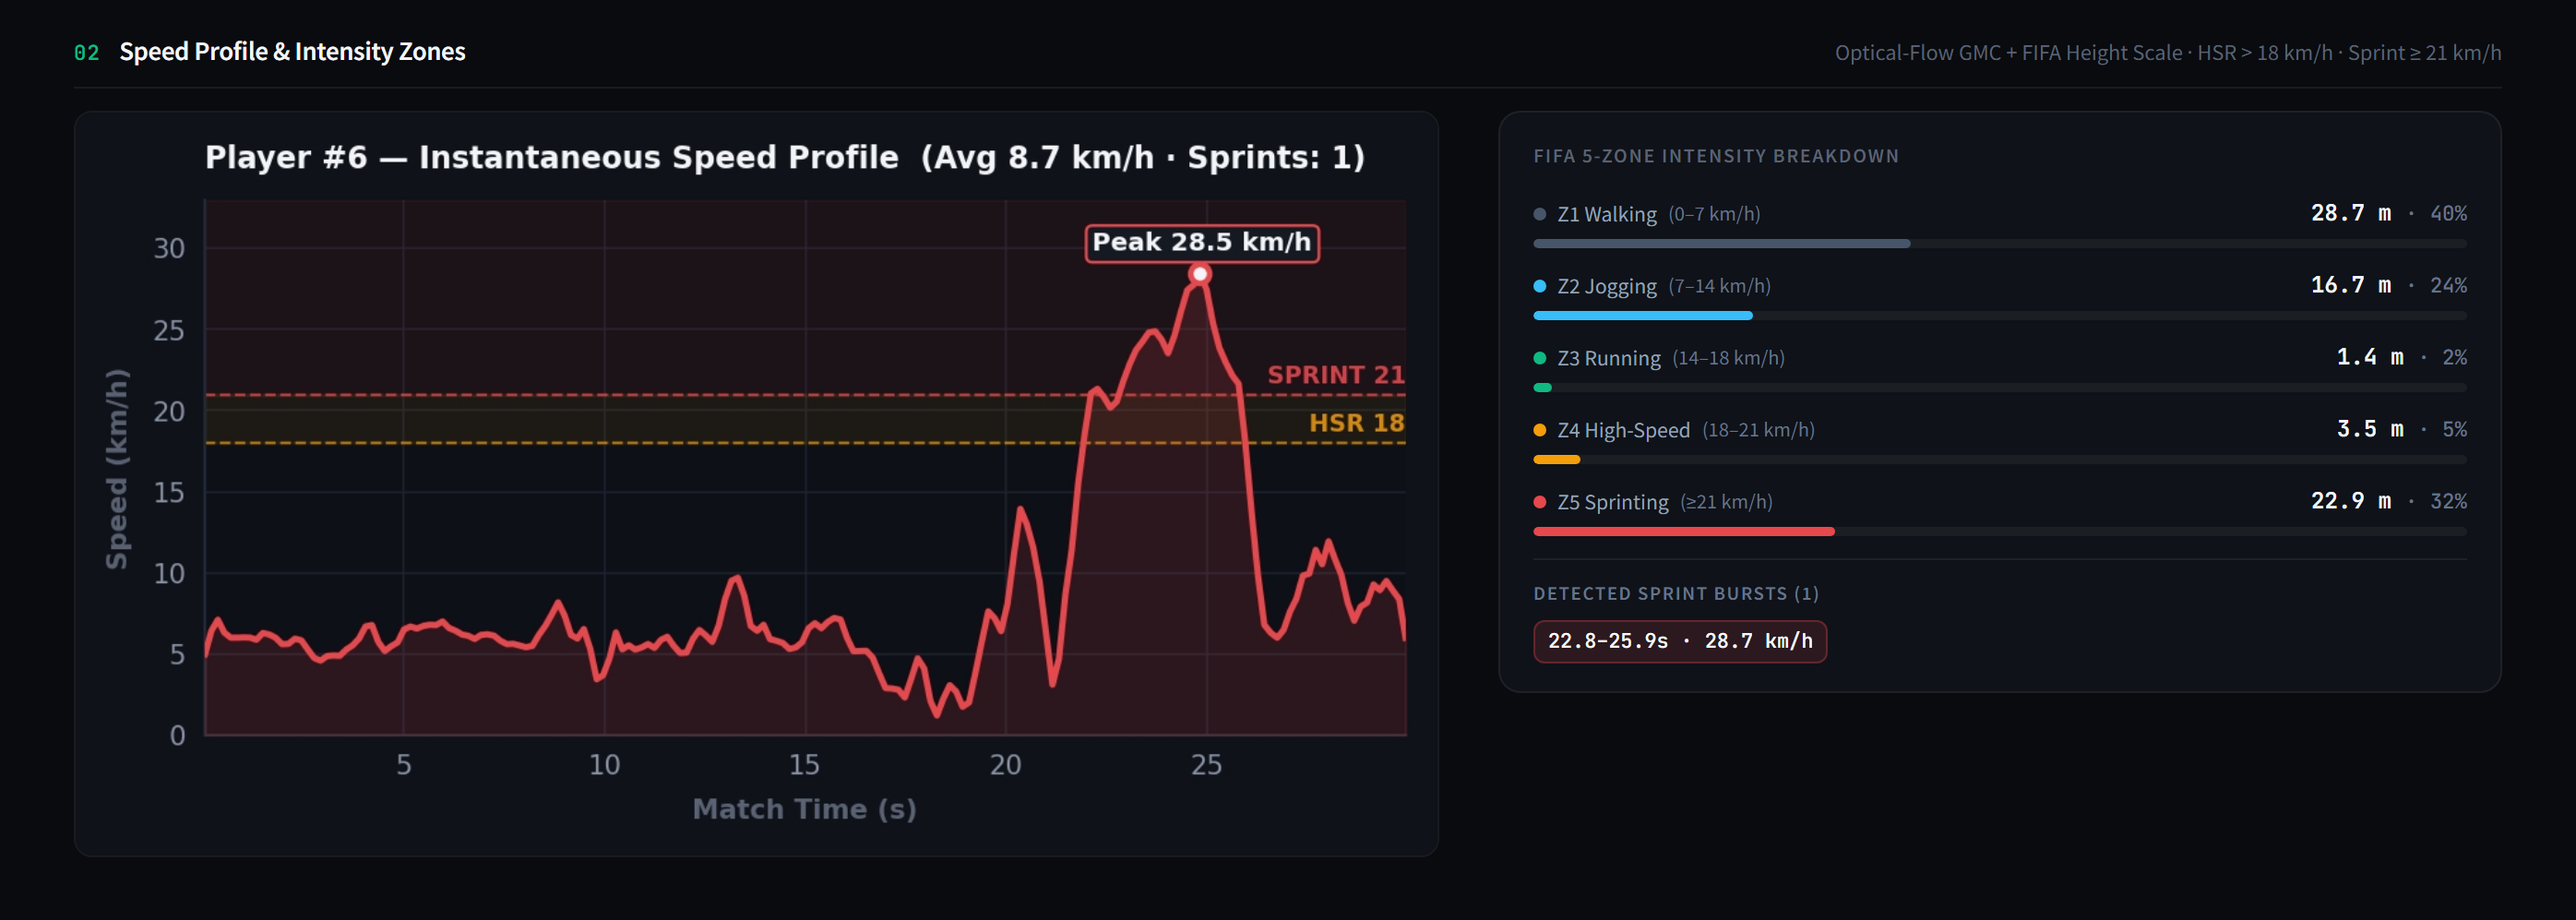 02 Speed Profile & Intensity Zones
Optical-Flow GMC + FIFA Height Scale · HSR > 18 km/h · Sprint ≥ 21 km/h
Player #6 — Instantaneous Speed Profile (Avg 8.7 km/h · Sprints: 1)
Peak 28.5 km/h
SPRINT 21
HSR 18
30
25
20
15
10
5
0
Speed (km/h)
5 10 15 20 25
Match Time (s)
FIFA 5-ZONE INTENSITY BREAKDOWN
Z1 Walking (0–7 km/h) 28.7 m · 40%
Z2 Jogging (7–14 km/h) 16.7 m · 24%
Z3 Running (14–18 km/h) 1.4 m · 2%
Z4 High-Speed (18–21 km/h) 3.5 m · 5%
Z5 Sprinting (≥21 km/h) 22.9 m · 32%
DETECTED SPRINT BURSTS (1)
22.8–25.9s · 28.7 km/h